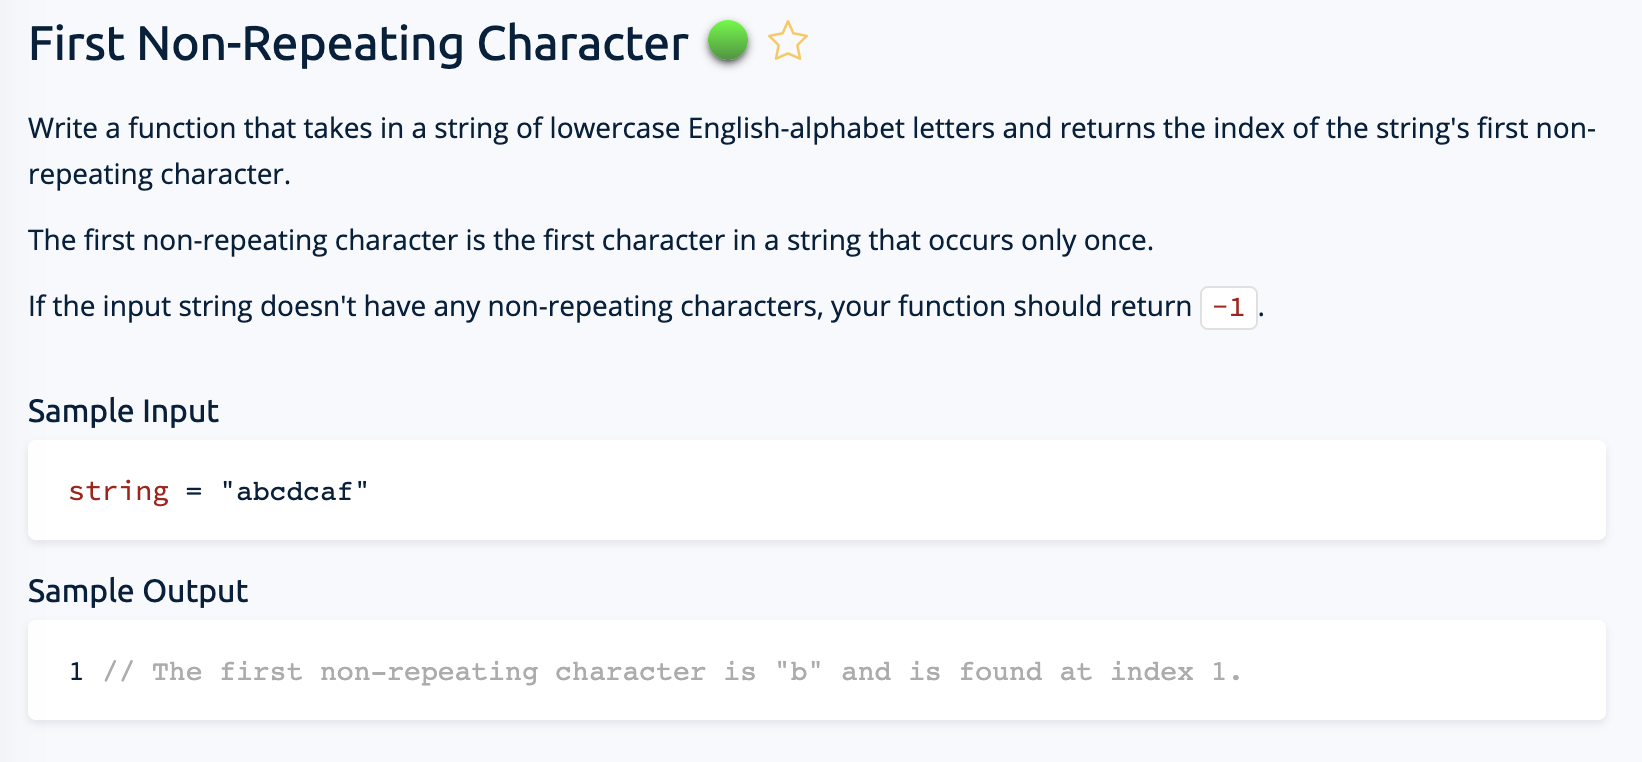 First Non-Repeating Character
Write a function that takes in a string of lowercase English-alphabet letters and returns the index of the string's first non-
repeating character.
The first non-repeating character is the first character in a string that occurs only once.
If the input string doesn't have any non-repeating characters, your function should return -1.
Sample Input
string = "abcdcaf"
Sample Output
1 // The first non-repeating character is "b" and is found at index 1.